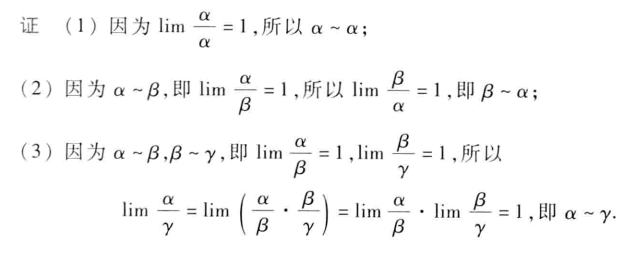 证 (1) 因为 lim α/α = 1,所以 α ~ α;
(2) 因为 α ~ β,即 lim α/β = 1,所以 lim β/α = 1,即 β ~ α;
(3) 因为 α ~ β,β ~ γ,即 lim α/β = 1,lim β/γ = 1,所以
lim α/γ = lim (α/β · β/γ) = lim α/β · lim β/γ = 1,即 α ~ γ.